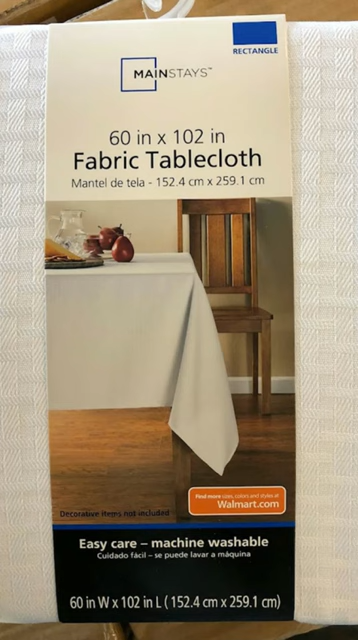 RECTANGLE
MAINSTAYS™
60 in x 102 in
Fabric Tablecloth
Mantel de tela - 152.4 cm x 259.1 cm
Decorative items not included
Find more sizes, colors and styles at
Walmart.com
Easy care – machine washable
Cuidado fácil – se puede lavar a máquina
60 in W x 102 in L ( 152.4 cm x 259.1 cm)